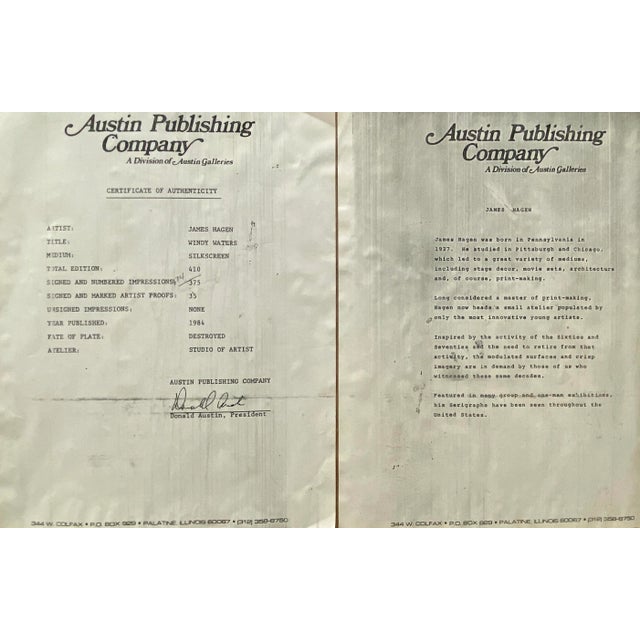 Austin Publishing
Company
A Division of Austin Galleries
CERTIFICATE OF AUTHENTICITY
ARTIST: JAMES HAGEN
TITLE: WINDY WATERS
MEDIUM: SILKSCREEN
TOTAL EDITION: 410
SIGNED AND NUMBERED IMPRESSIONS: 375
SIGNED AND MARKED ARTIST PROOFS: 35
UNSIGNED IMPRESSIONS: NONE
YEAR PUBLISHED: 1984
FATE OF PLATE: DESTROYED
ATELIER: STUDIO OF ARTIST
AUSTIN PUBLISHING COMPANY
Donald Austin, President
344 W. COLFAX • P.O. BOX 929 • PALATINE, ILLINOIS 60067 • (312) 358-6750
Austin Publishing
Company
A Division of Austin Galleries
JAMES HAGEN
James Hagen was born in Pennsylvania in
1927. He studied in Pittsburgh and Chicago,
which led to a great variety of mediums,
including stage decor, movie sets, architecture
and, of course, print-making.
Long considered a master of print-making,
Hagen now heads a small atelier populated by
only the most innovative young artists.
Inspired by the activity of the Sixties and
Seventies and the need to retire from that
activity, the modulated surfaces and crisp
imagery are in demand by those of us who
witnessed these same decades.
Featured in many group and one-man exhibitions,
his Serigraphs have been seen throughout the
United States.
344 W. COLFAX • P.O. BOX 929 • PALATINE, ILLINOIS 60067 • (312) 358-6750